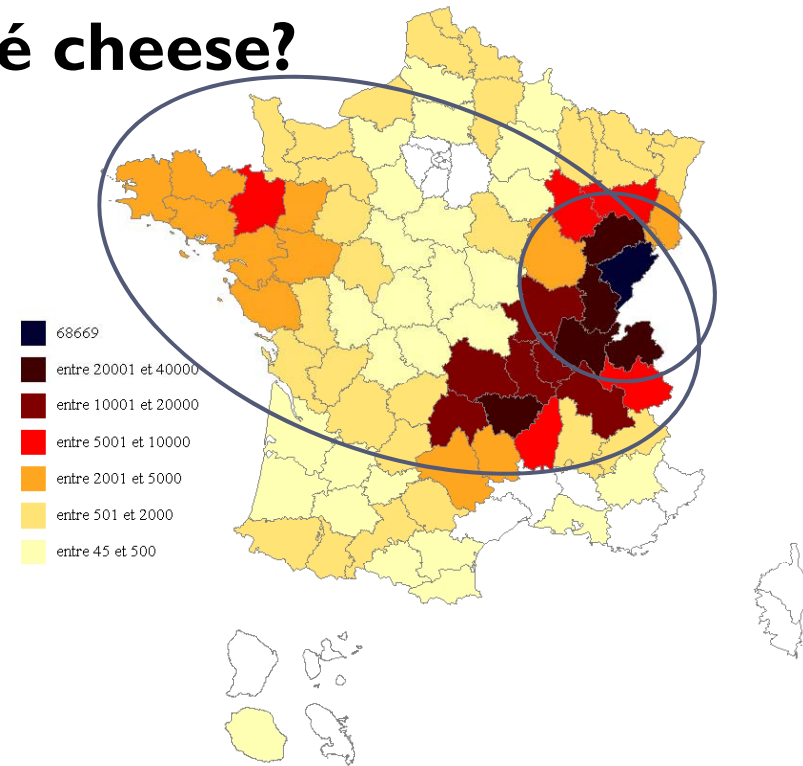 é cheese?
68669
entre 20001 et 40000
entre 10001 et 20000
entre 5001 et 10000
entre 2001 et 5000
entre 501 et 2000
entre 45 et 500